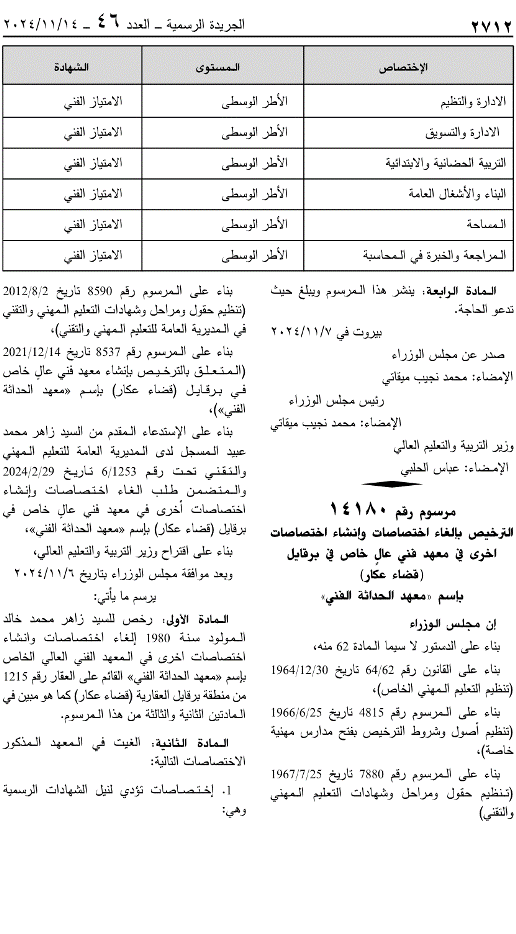 ٢٧١٢
الجريدة الرسمية ــ العدد ٤٦ ــ ٢٠٢٤/١١/١٤
الإختصاص المستوى الشهادة
الادارة والتظيم الأطر الوسطى الامتياز الفني
الادارة والتسويق الأطر الوسطى الامتياز الفني
التربية الحضانية والابتدائية الأطر الوسطى الامتياز الفني
البناء والأشغال العامة الأطر الوسطى الامتياز الفني
المساحة الأطر الوسطى الامتياز الفني
المراجعة والخبرة في المحاسبة الأطر الوسطى الامتياز الفني
المادة الرابعة: ينشر هذا المرسوم ويبلغ حيث
تدعو الحاجة.
بيروت في ٢٠٢٤/١١/٧
صدر عن مجلس الوزراء
الإمضاء: محمد نجيب ميقاتي
رئيس مجلس الوزراء
الإمضاء: محمد نجيب ميقاتي
وزير التربية والتعليم العالي
الإمضاء: عباس الحلبي
مرسوم رقم ١٤١٨٠
الترخيص بإلغاء اختصاصات وانشاء اختصاصات
اخرى في معهد فني عالٍ خاص في برقايل
(قضاء عكار)
بإسم «معهد الحداثة الفني»
إن مجلس الوزراء
بناء على الدستور لا سيما المادة 62 منه،
بناء على القانون رقم 64/62 تاريخ 1964/12/30
(تنظيم التعليم المهني الخاص)،
بناء على المرسوم رقم 4815 تاريخ 1966/6/25
(تنظيم أصول وشروط الترخيص بفتح مدارس مهنية
خاصة)،
بناء على المرسوم رقم 7880 تاريخ 1967/7/25
(تنظيم حقول ومراحل وشهادات التعليم المهني
والتقني)
بناء على المرسوم رقم 8590 تاريخ 2012/8/2
(تنظيم حقول ومراحل وشهادات التعليم المهني والتقني
في المديرية العامة للتعليم المهني والتقني)،
بناء على المرسوم رقم 8537 تاريخ 2021/12/14
(المتعلق بالترخيص بإنشاء معهد فني عالٍ خاص
في برقايل (قضاء عكار) بإسم «معهد الحداثة
الفني»)،
بناء على الإستدعاء المقدم من السيد زاهر محمد
عبيد المسجل لدى المديرية العامة للتعليم المهني
والتقني تحت رقم 6/1253 تاريخ 2024/2/29
والمتضمن طلب الغاء اختصاصات وإنشاء
اختصاصات أخرى في معهد فني عالٍ خاص في
برقايل (قضاء عكار) بإسم «معهد الحداثة الفني»،
بناء على اقتراح وزير التربية والتعليم العالي،
وبعد موافقة مجلس الوزراء بتاريخ ٢٠٢٤/١١/٦
يرسم ما يأتي:
المادة الأولى: رخص للسيد زاهر محمد خالد
المولود سنة 1980 إلغاء اختصاصات وانشاء
اختصاصات اخرى في المعهد الفني العالي الخاص
بإسم «معهد الحداثة الفني» القائم على العقار رقم 1215
من منطقة برقايل العقارية (قضاء عكار) كما هو مبين في
المادتين الثانية والثالثة من هذا المرسوم.
المادة الثانية: الغيت في المعهد المذكور
الاختصاصات التالية:
1. إختصاصات تؤدي لنيل الشهادات الرسمية
وهي: